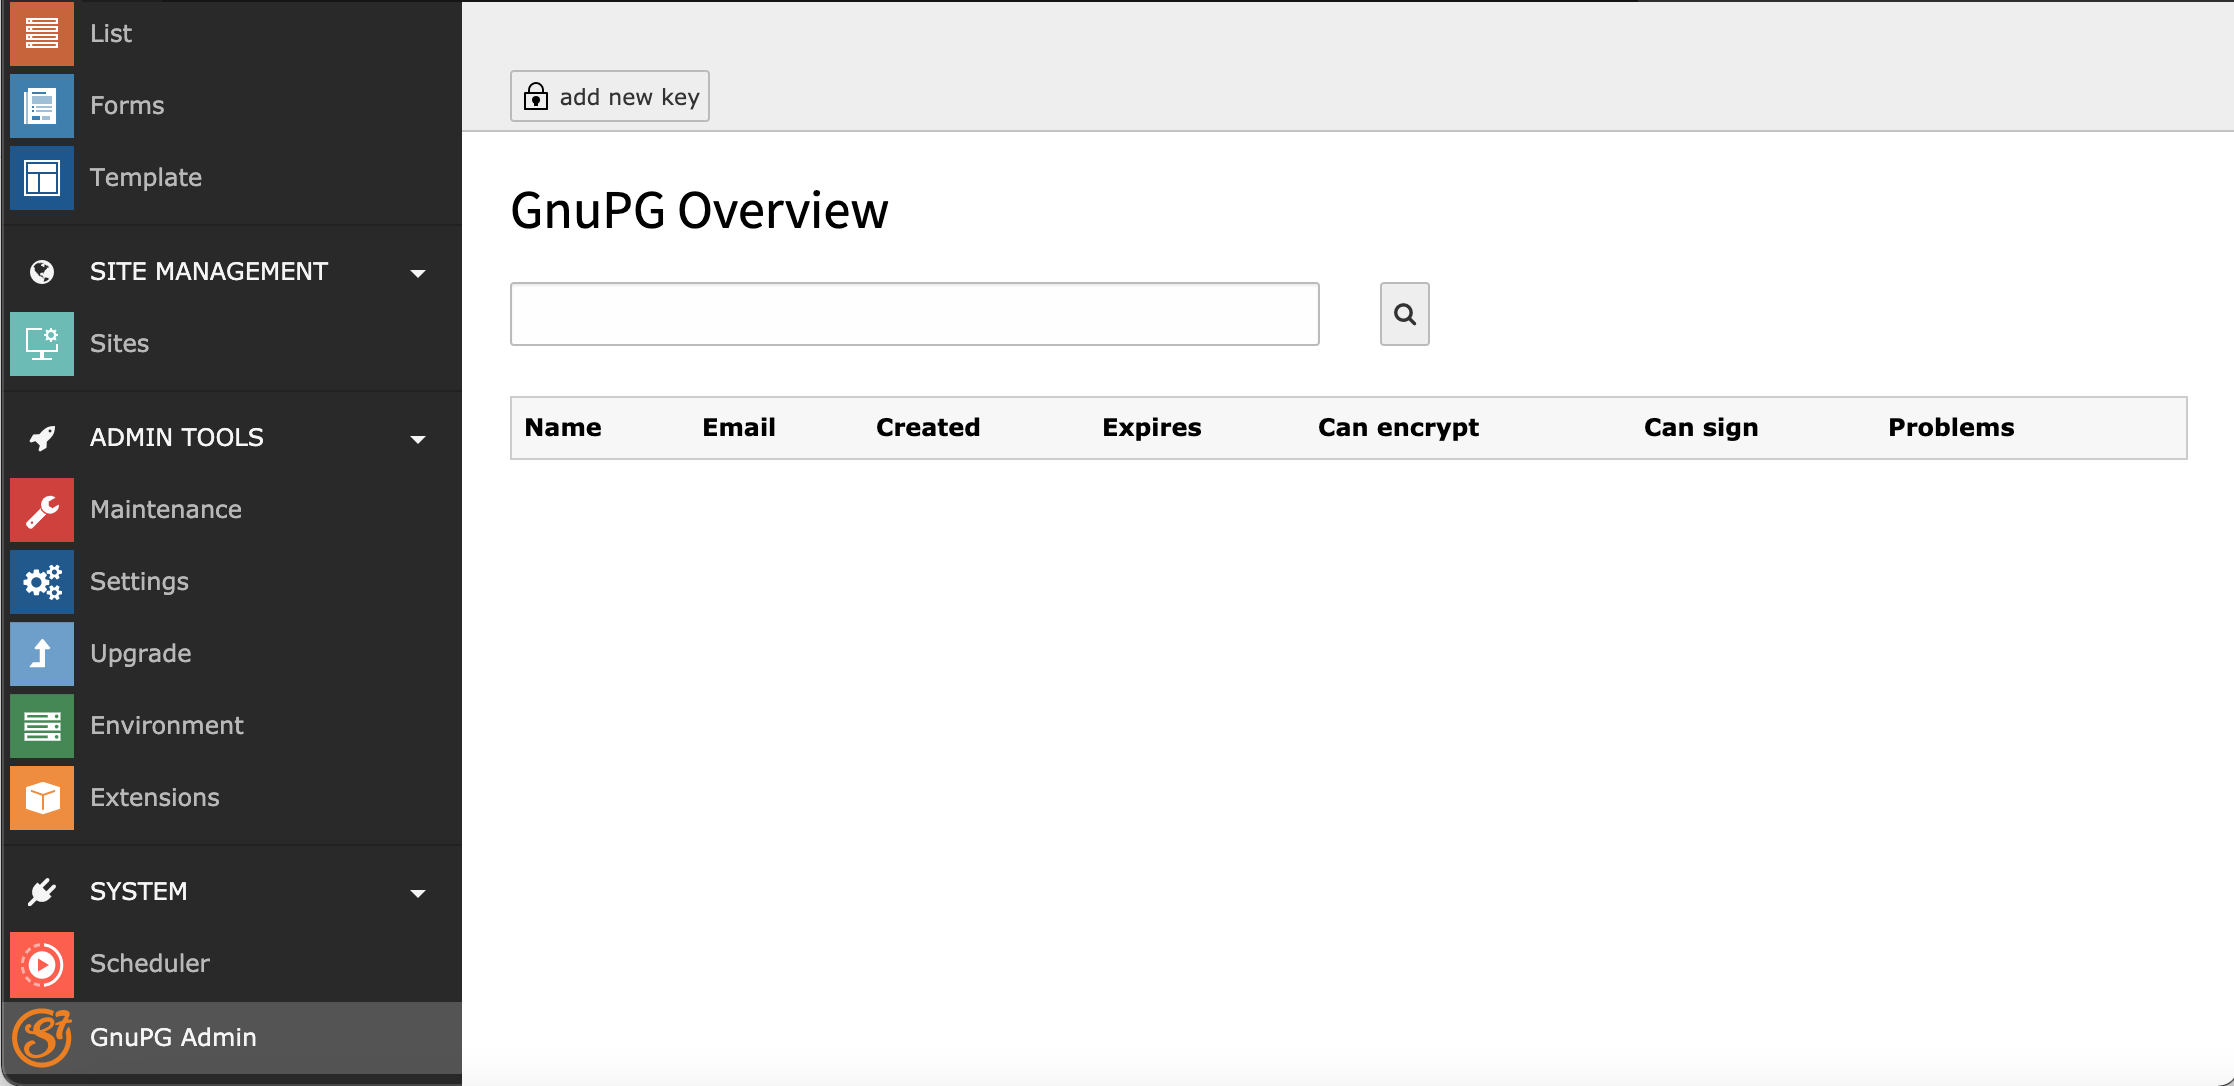 List
Forms
Template
SITE MANAGEMENT
Sites
ADMIN TOOLS
Maintenance
Settings
Upgrade
Environment
Extensions
SYSTEM
Scheduler
GnuPG Admin
add new key
GnuPG Overview
Name Email Created Expires Can encrypt Can sign Problems